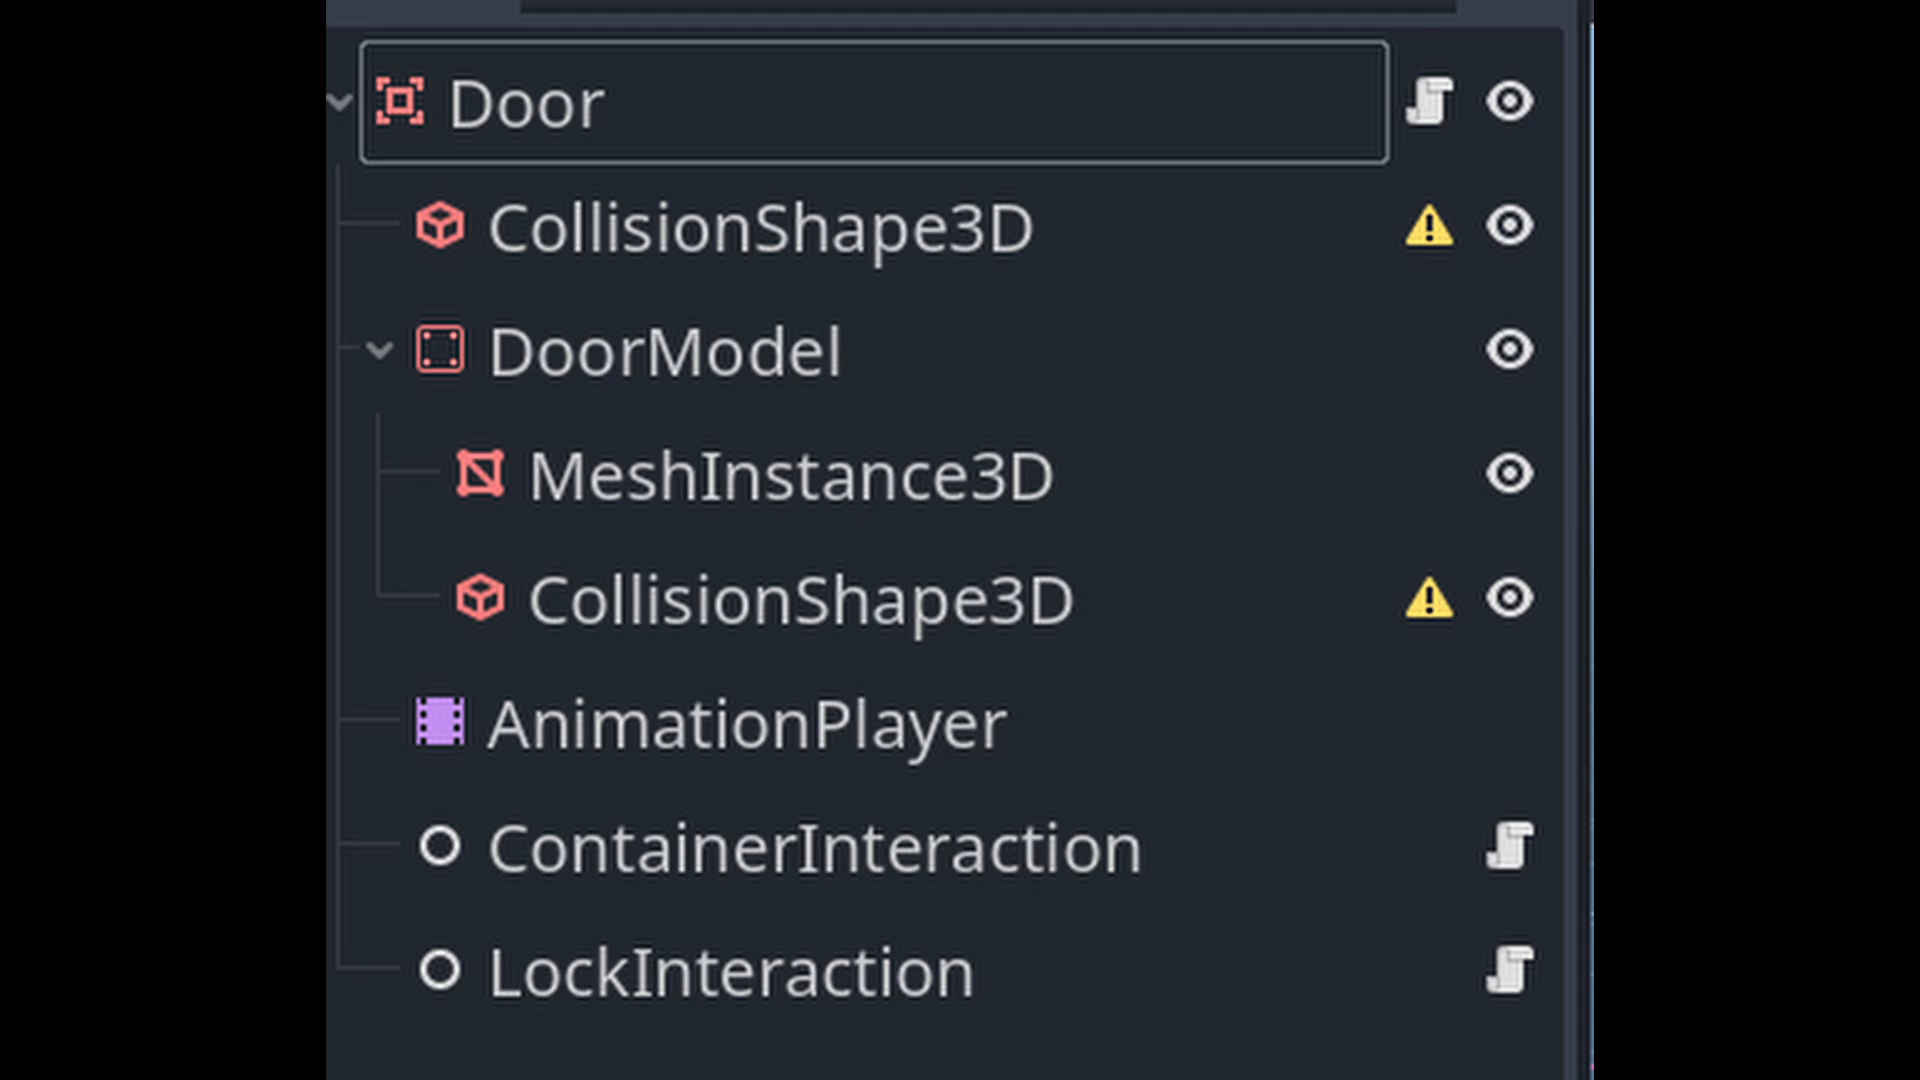 Door
CollisionShape3D
DoorModel
MeshInstance3D
CollisionShape3D
AnimationPlayer
ContainerInteraction
LockInteraction